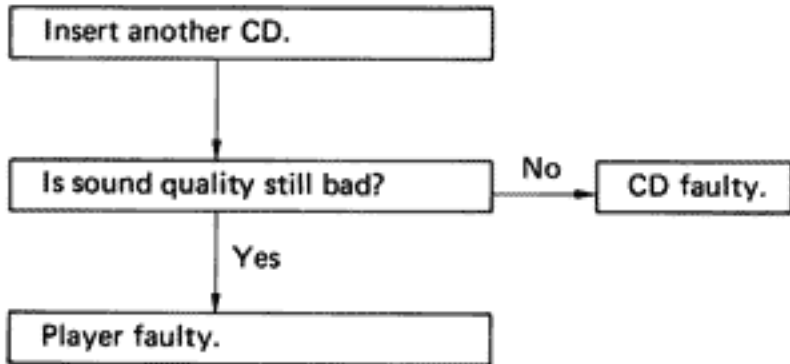 Insert another CD.
Is sound quality still bad?
No
CD faulty.
Yes
Player faulty.